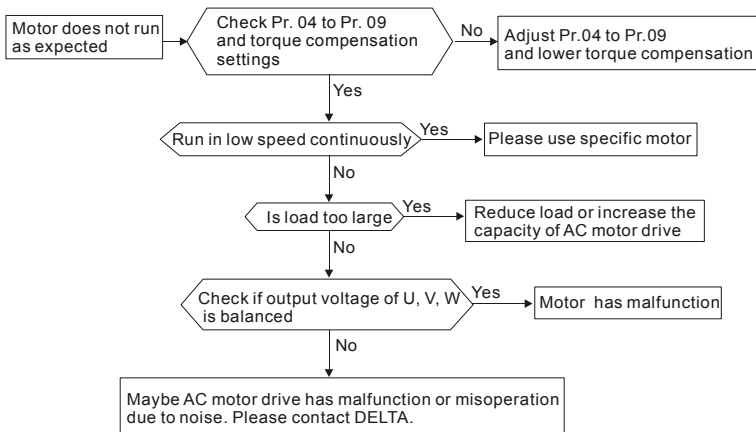 Motor does not run
as expected
Check Pr. 04 to Pr. 09
and torque compensation
settings
No
Adjust Pr.04 to Pr.09
and lower torque compensation
Yes
Run in low speed continuously
Yes
Please use specific motor
No
Is load too large
Yes
Reduce load or increase the
capacity of AC motor drive
No
Check if output voltage of U, V, W
is balanced
Yes
Motor has malfunction
No
Maybe AC motor drive has malfunction or misoperation
due to noise. Please contact DELTA.